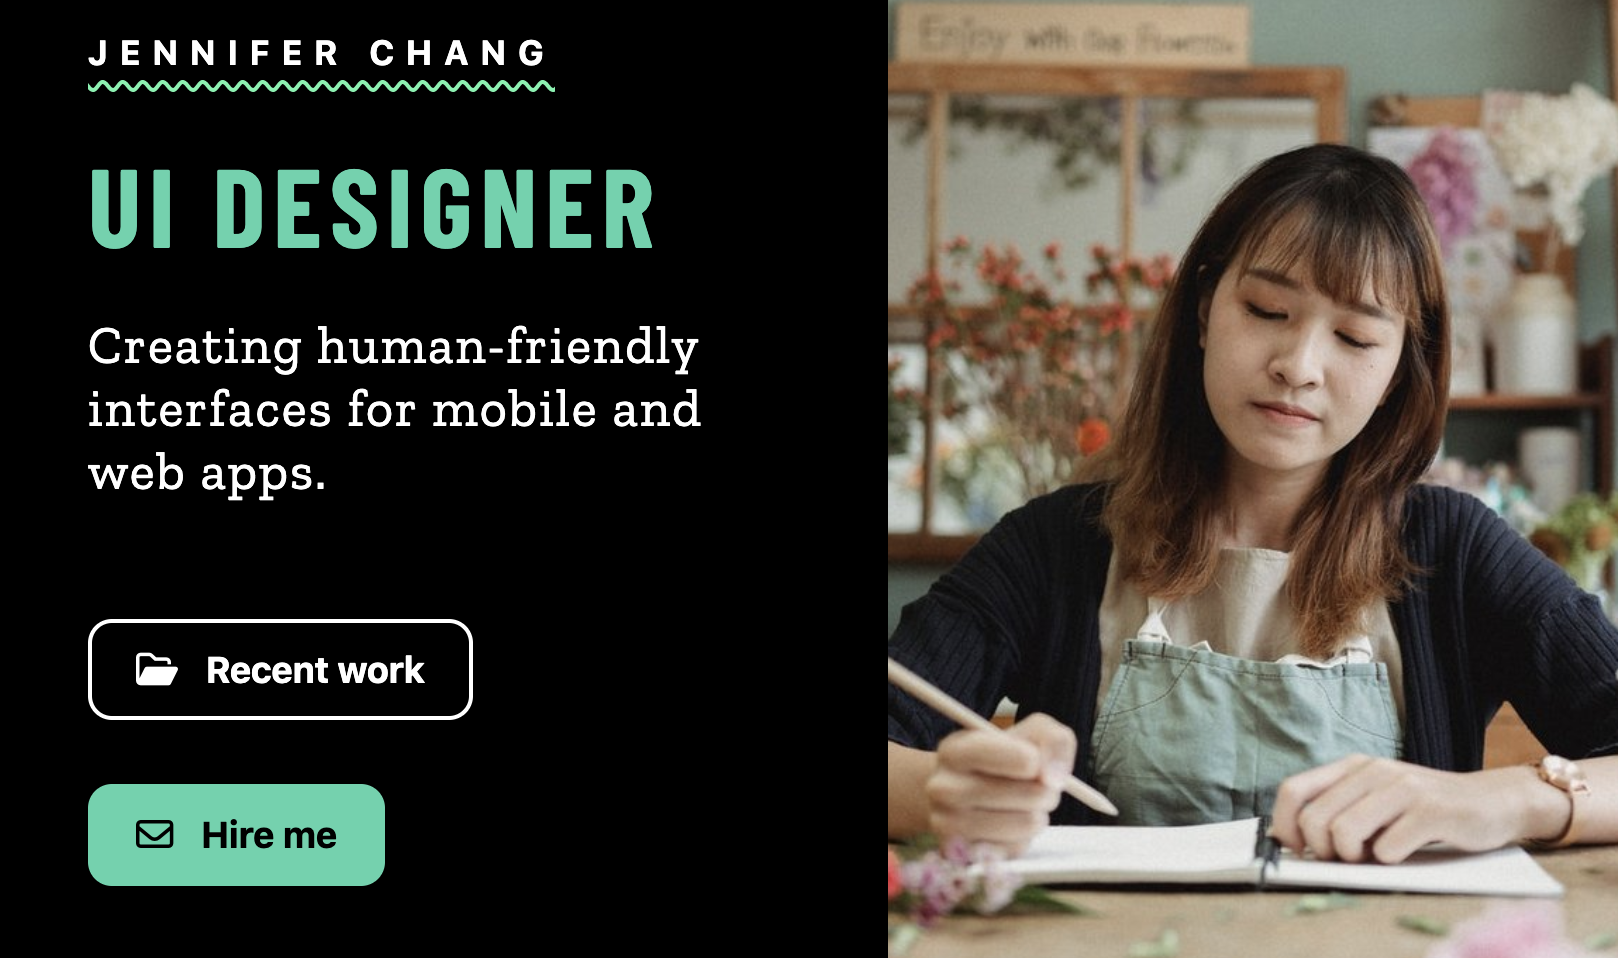 JENNIFER CHANG
UI DESIGNER
Creating human-friendly
interfaces for mobile and
web apps.
Recent work
Hire me
Enjoy with the Flowers